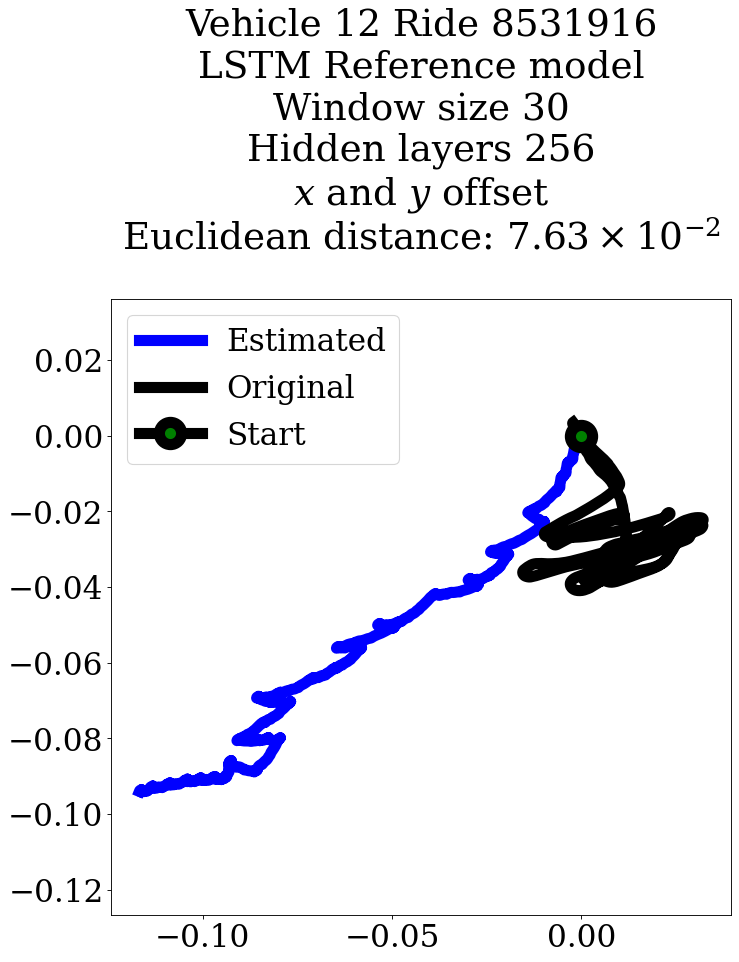 Vehicle 12 Ride 8531916
LSTM Reference model
Window size 30
Hidden layers 256
x and y offset
Euclidean distance: 7.63 × 10⁻²
Estimated
Original
Start
0.02
0.00
−0.02
−0.04
−0.06
−0.08
−0.10
−0.12
−0.10 −0.05 0.00